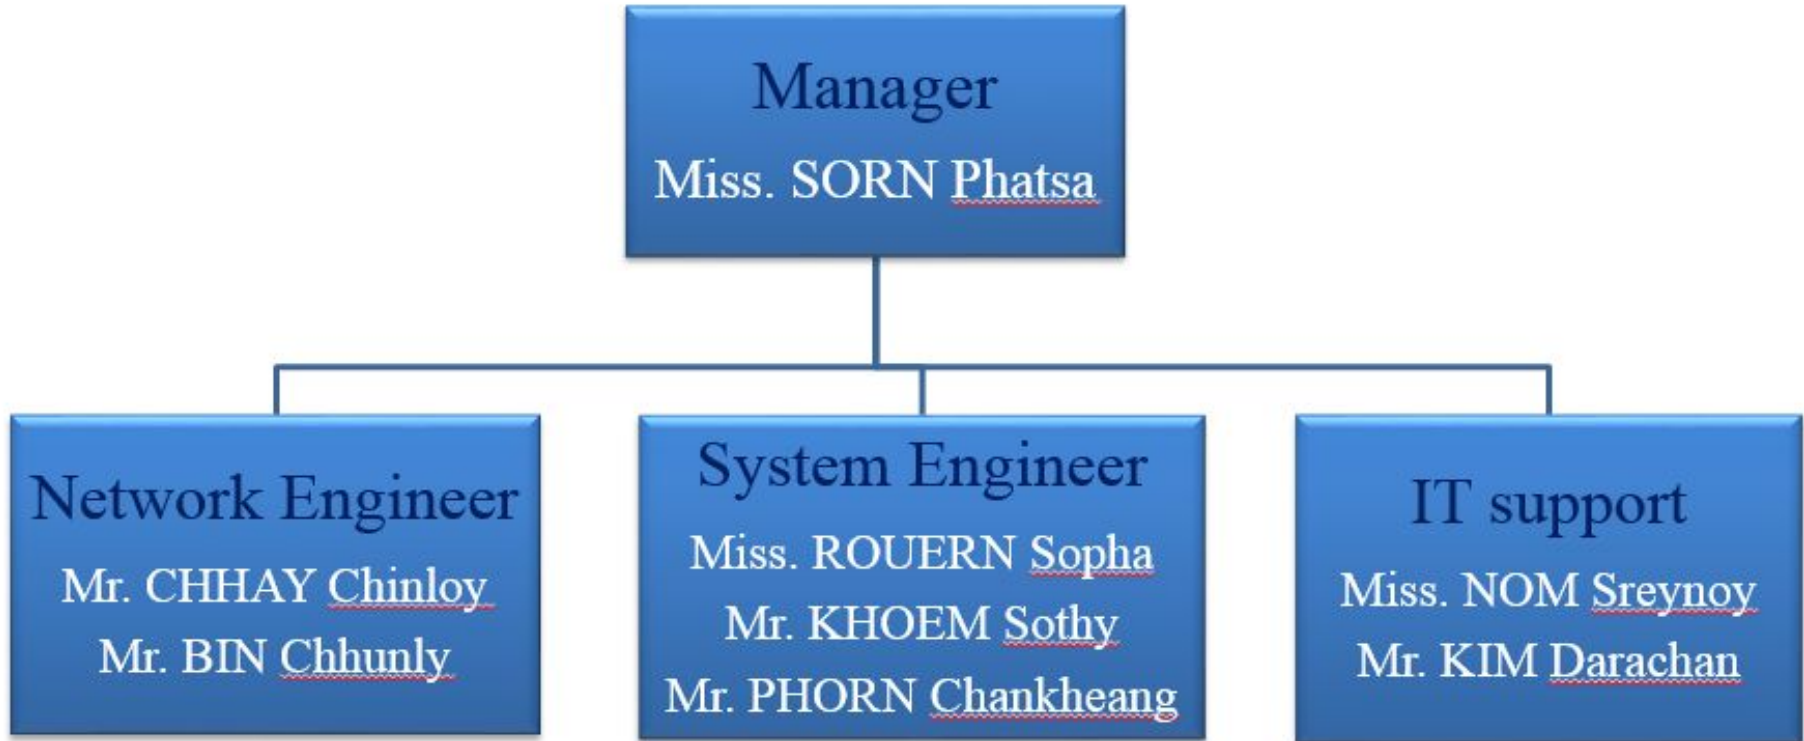 Manager
Miss. SORN Phatsa
Network Engineer
Mr. CHHAY Chinloy
Mr. BIN Chhunly
System Engineer
Miss. ROUERN Sopha
Mr. KHOEM Sothy
Mr. PHORN Chankheang
IT support
Miss. NOM Sreynoy
Mr. KIM Darachan